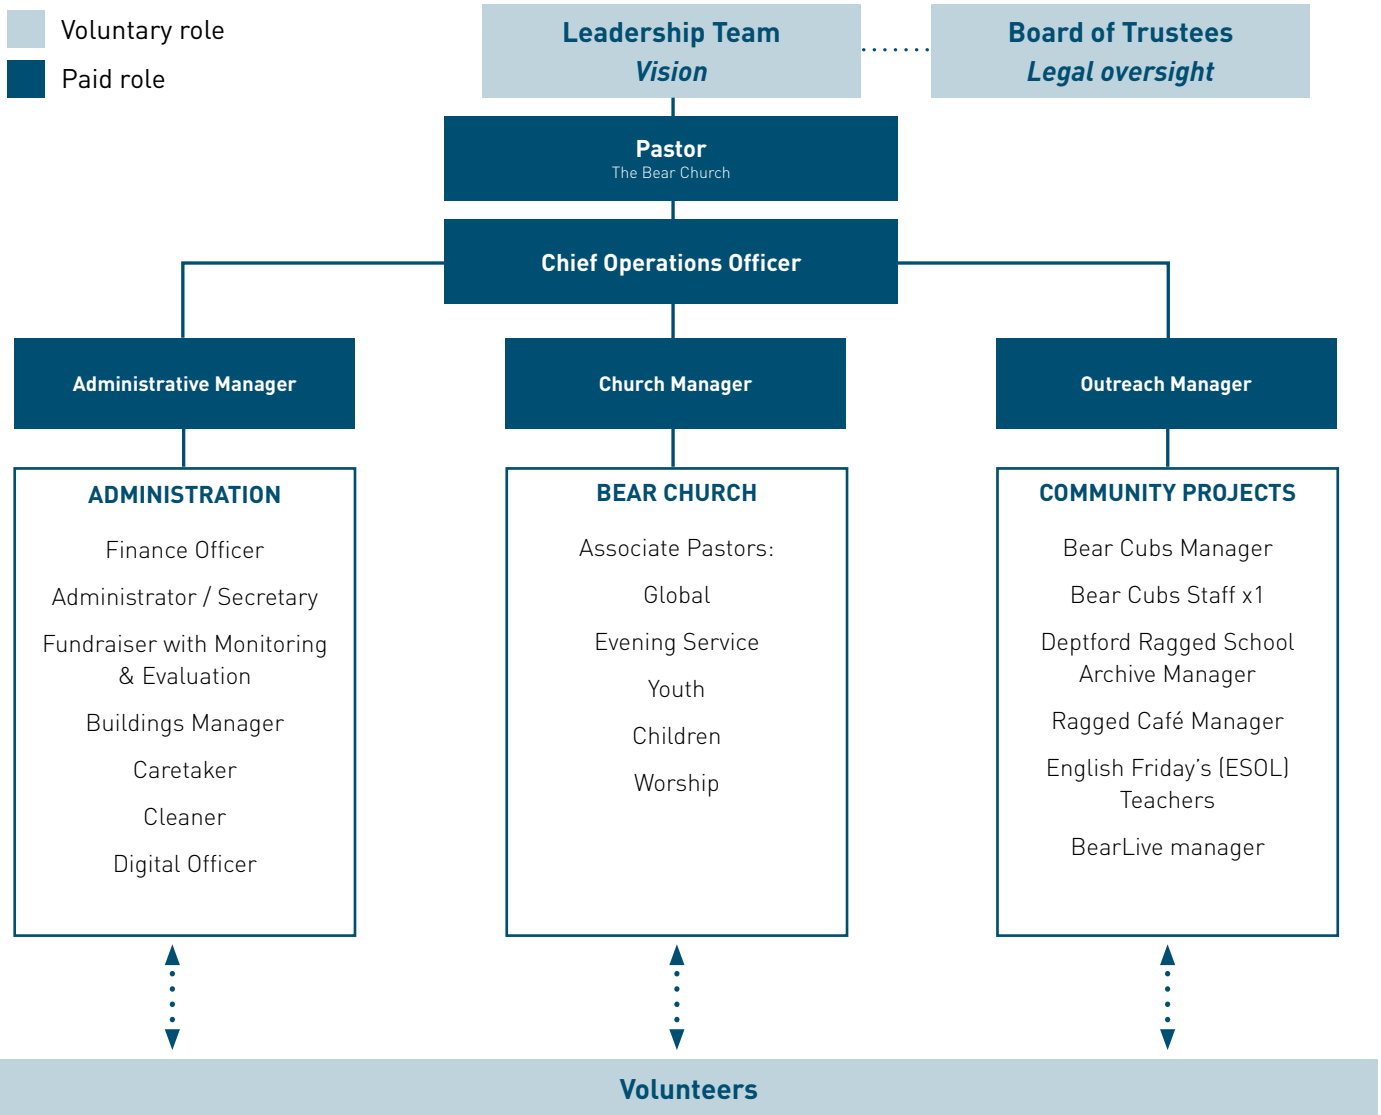 Voluntary role
Paid role
Leadership Team
Vision
Board of Trustees
Legal oversight
Pastor
The Bear Church
Chief Operations Officer
Administrative Manager
Church Manager
Outreach Manager
ADMINISTRATION
Finance Officer
Administrator / Secretary
Fundraiser with Monitoring
& Evaluation
Buildings Manager
Caretaker
Cleaner
Digital Officer
BEAR CHURCH
Associate Pastors:
Global
Evening Service
Youth
Children
Worship
COMMUNITY PROJECTS
Bear Cubs Manager
Bear Cubs Staff x1
Deptford Ragged School
Archive Manager
Ragged Café Manager
English Friday’s (ESOL)
Teachers
BearLive manager
Volunteers